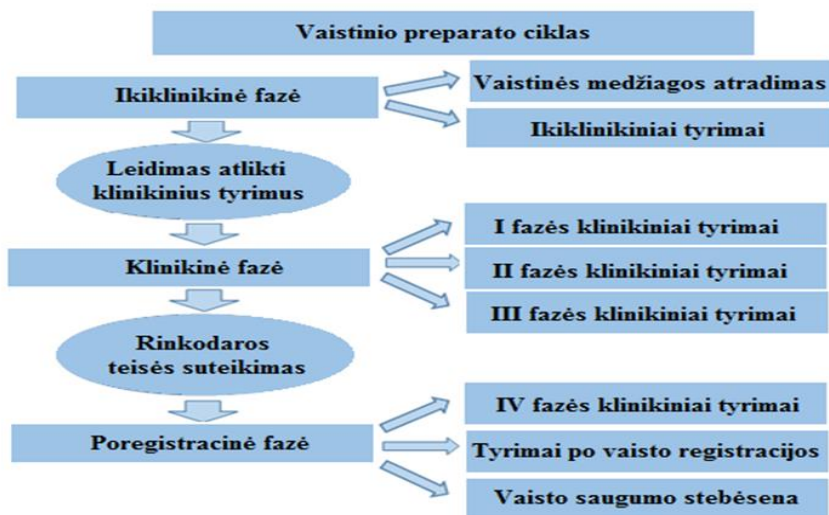 Vaistinio preparato ciklas
Ikiklinikinė fazė
Vaistinės medžiagos atradimas
Ikiklinikiniai tyrimai
Leidimas atlikti
klinikinius tyrimus
Klinikinė fazė
I fazės klinikiniai tyrimai
II fazės klinikiniai tyrimai
III fazės klinikiniai tyrimai
Rinkodaros
teisės suteikimas
Poregistracinė fazė
IV fazės klinikiniai tyrimai
Tyrimai po vaisto registracijos
Vaisto saugumo stebėsena